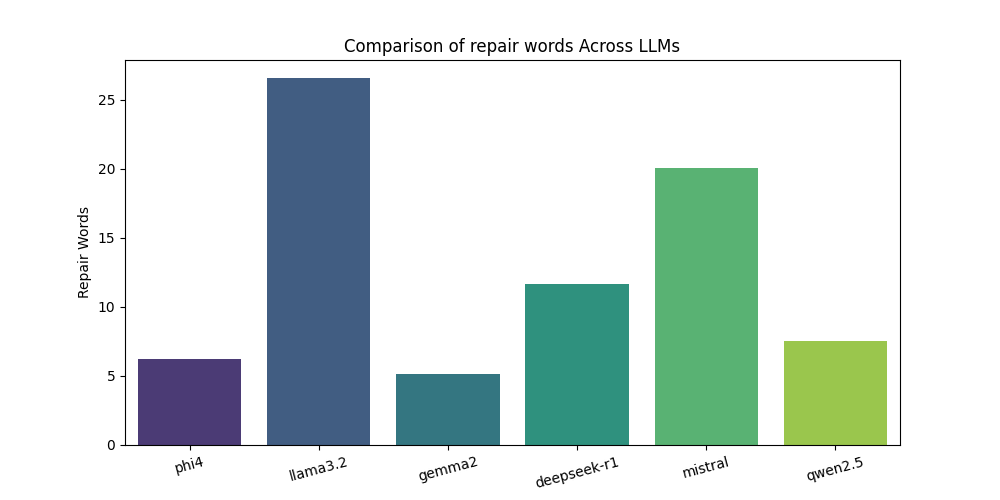 Comparison of repair words Across LLMs
Repair Words
25
20
15
10
5
0
phi4
llama3.2
gemma2
deepseek-r1
mistral
qwen2.5